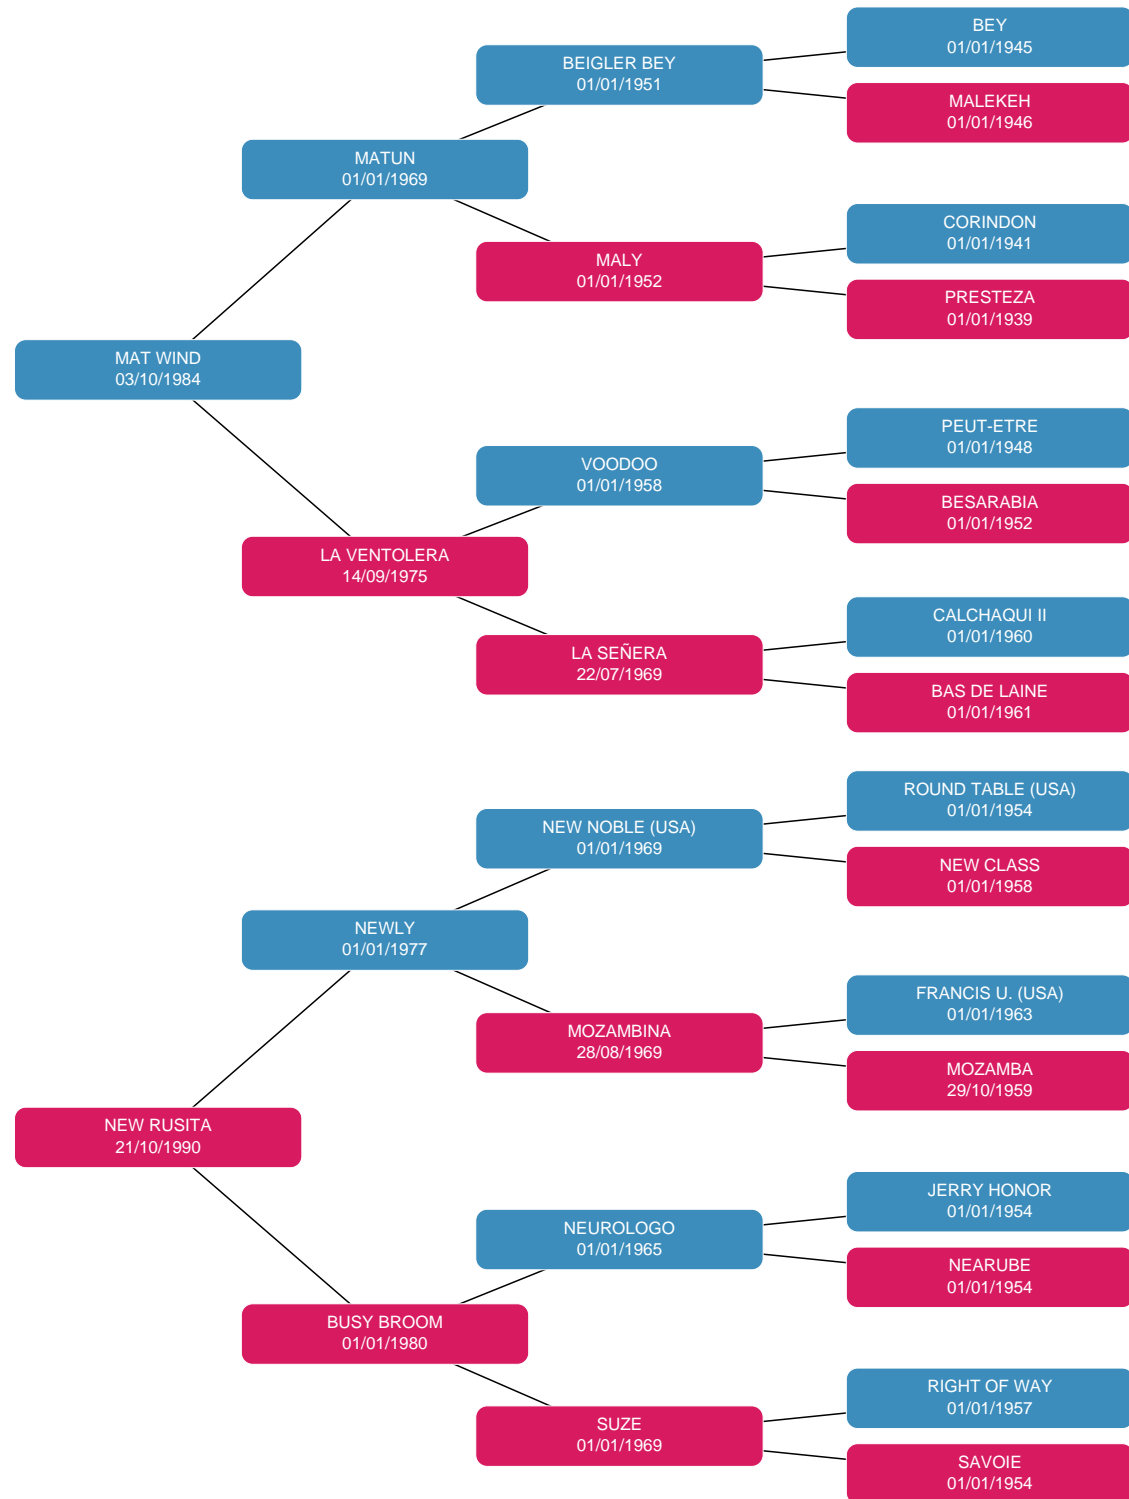 BEY
01/01/1945
BEIGLER BEY
01/01/1951
MALEKEH
01/01/1946
MATUN
01/01/1969
CORINDON
01/01/1941
MALY
01/01/1952
PRESTEZA
01/01/1939
MAT WIND
03/10/1984
PEUT-ETRE
01/01/1948
VOODOO
01/01/1958
BESARABIA
01/01/1952
LA VENTOLERA
14/09/1975
CALCHAQUI II
01/01/1960
LA SEÑERA
22/07/1969
BAS DE LAINE
01/01/1961
ROUND TABLE (USA)
01/01/1954
NEW NOBLE (USA)
01/01/1969
NEW CLASS
01/01/1958
NEWLY
01/01/1977
FRANCIS U. (USA)
01/01/1963
MOZAMBINA
28/08/1969
MOZAMBA
29/10/1959
NEW RUSITA
21/10/1990
JERRY HONOR
01/01/1954
NEUROLOGO
01/01/1965
NEARUBE
01/01/1954
BUSY BROOM
01/01/1980
RIGHT OF WAY
01/01/1957
SUZE
01/01/1969
SAVOIE
01/01/1954